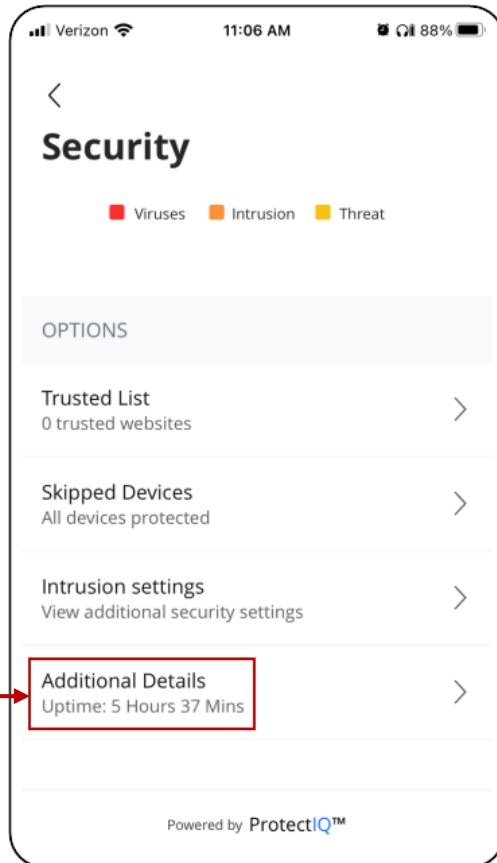 Verizon 11:06 AM 88%
Security
Viruses Intrusion Threat
OPTIONS
Trusted List
0 trusted websites
Skipped Devices
All devices protected
Intrusion settings
View additional security settings
Additional Details
Uptime: 5 Hours 37 Mins
Powered by ProtectIQ™